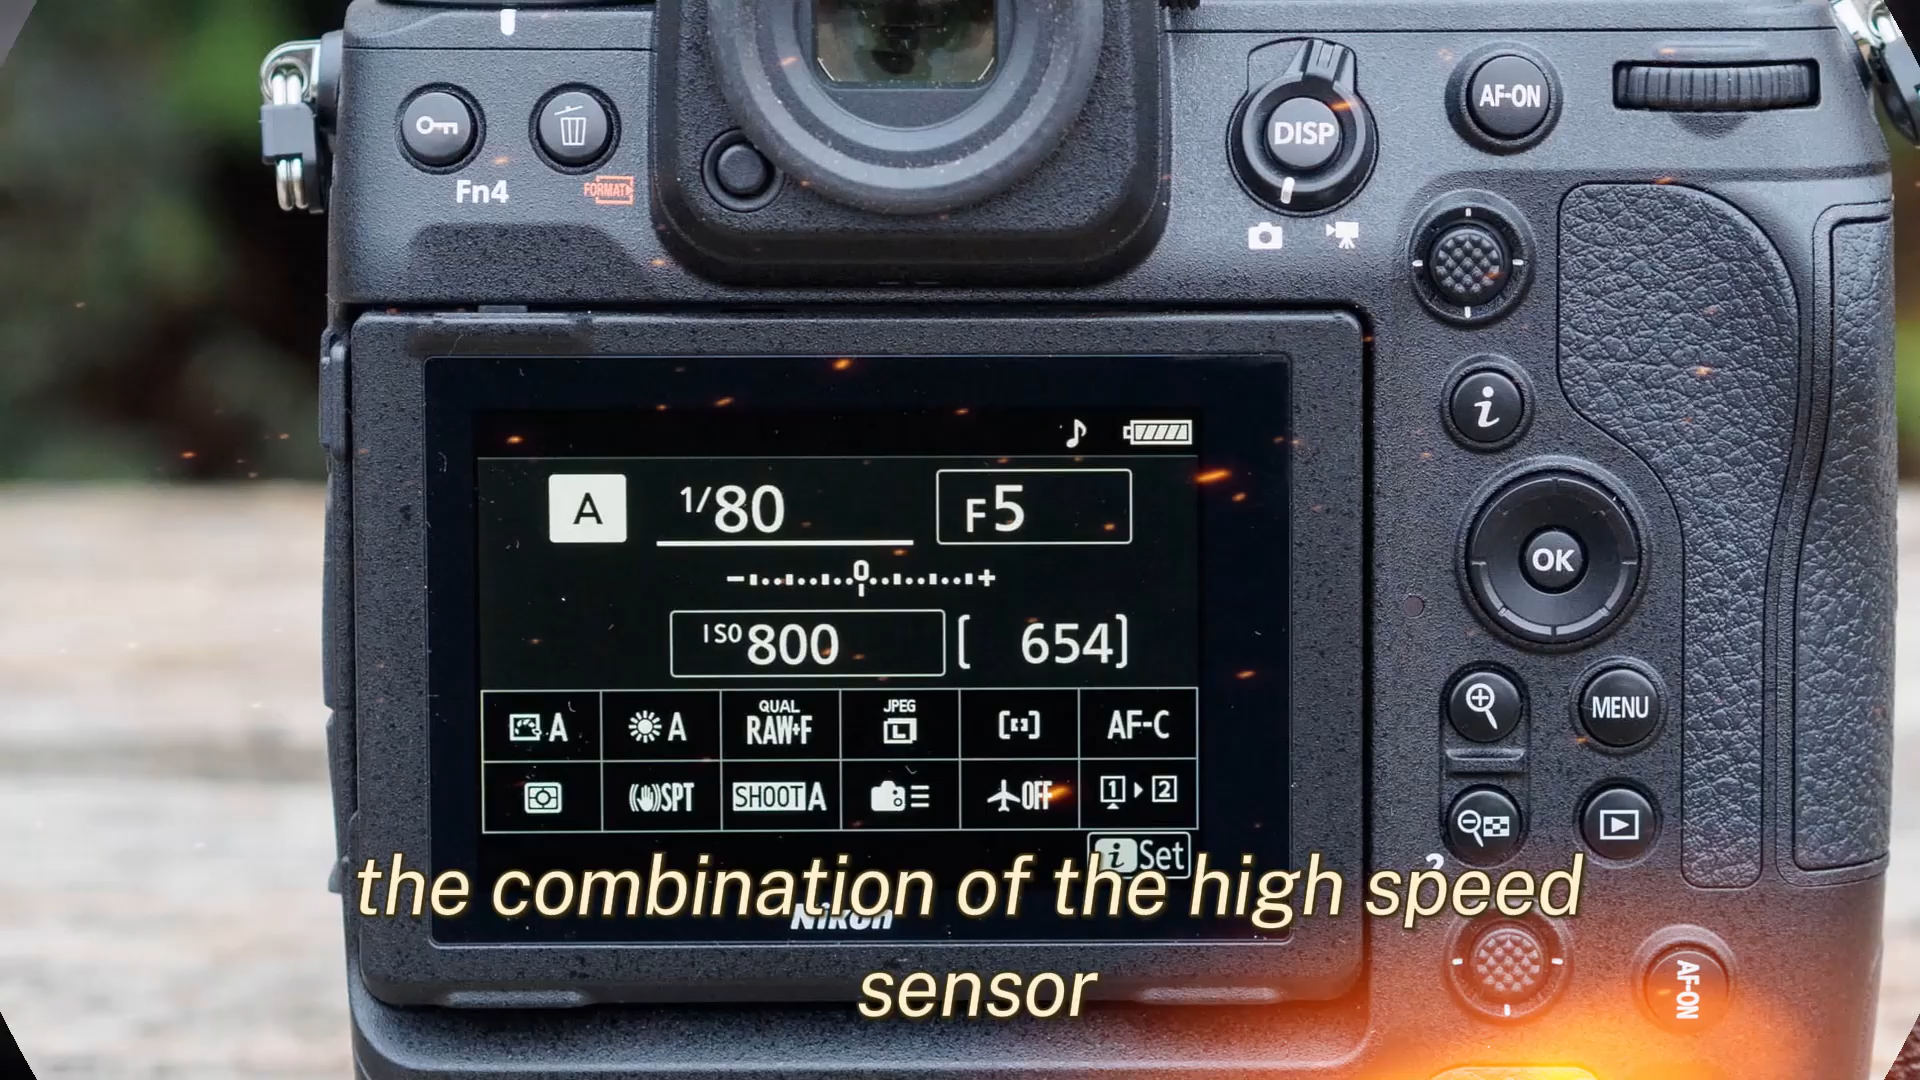 AF-ON
DISP
Fn4
FORMAT
i
A 1/80 F5
- 0 +
ISO 800 [ 654]
OK
A A QUAL RAW+F JPEG L [ ] AF-C
MENU
SPT SHOOT A OFF 1 2
i Set
the combination of the high speed
Nikon
sensor
AF-ON